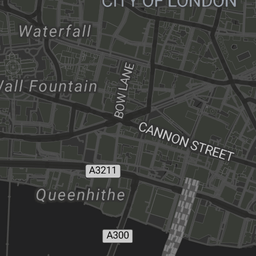 CITY OF LONDON
Waterfall
Wall Fountain
BOW LANE
CANNON STREET
A3211
Queenhithe
A300